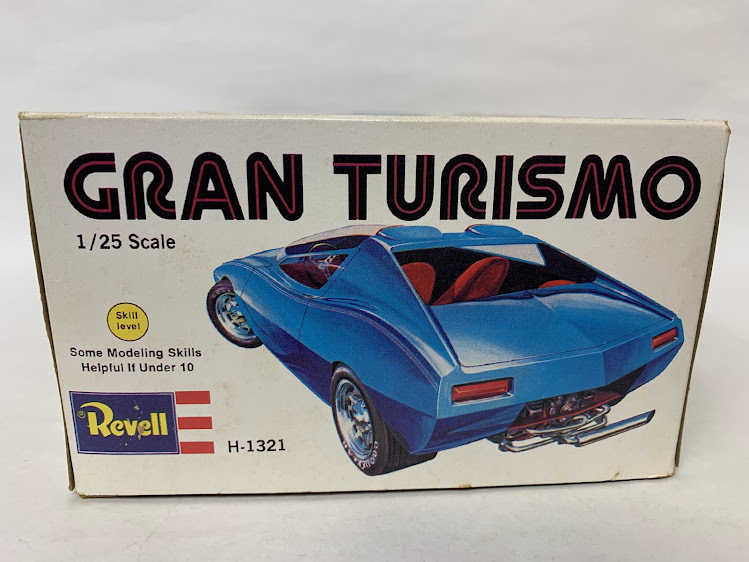 GRAN TURISMO
1/25 Scale
Skill
level
Some Modeling Skills
Helpful If Under 10
® Revell
H-1321